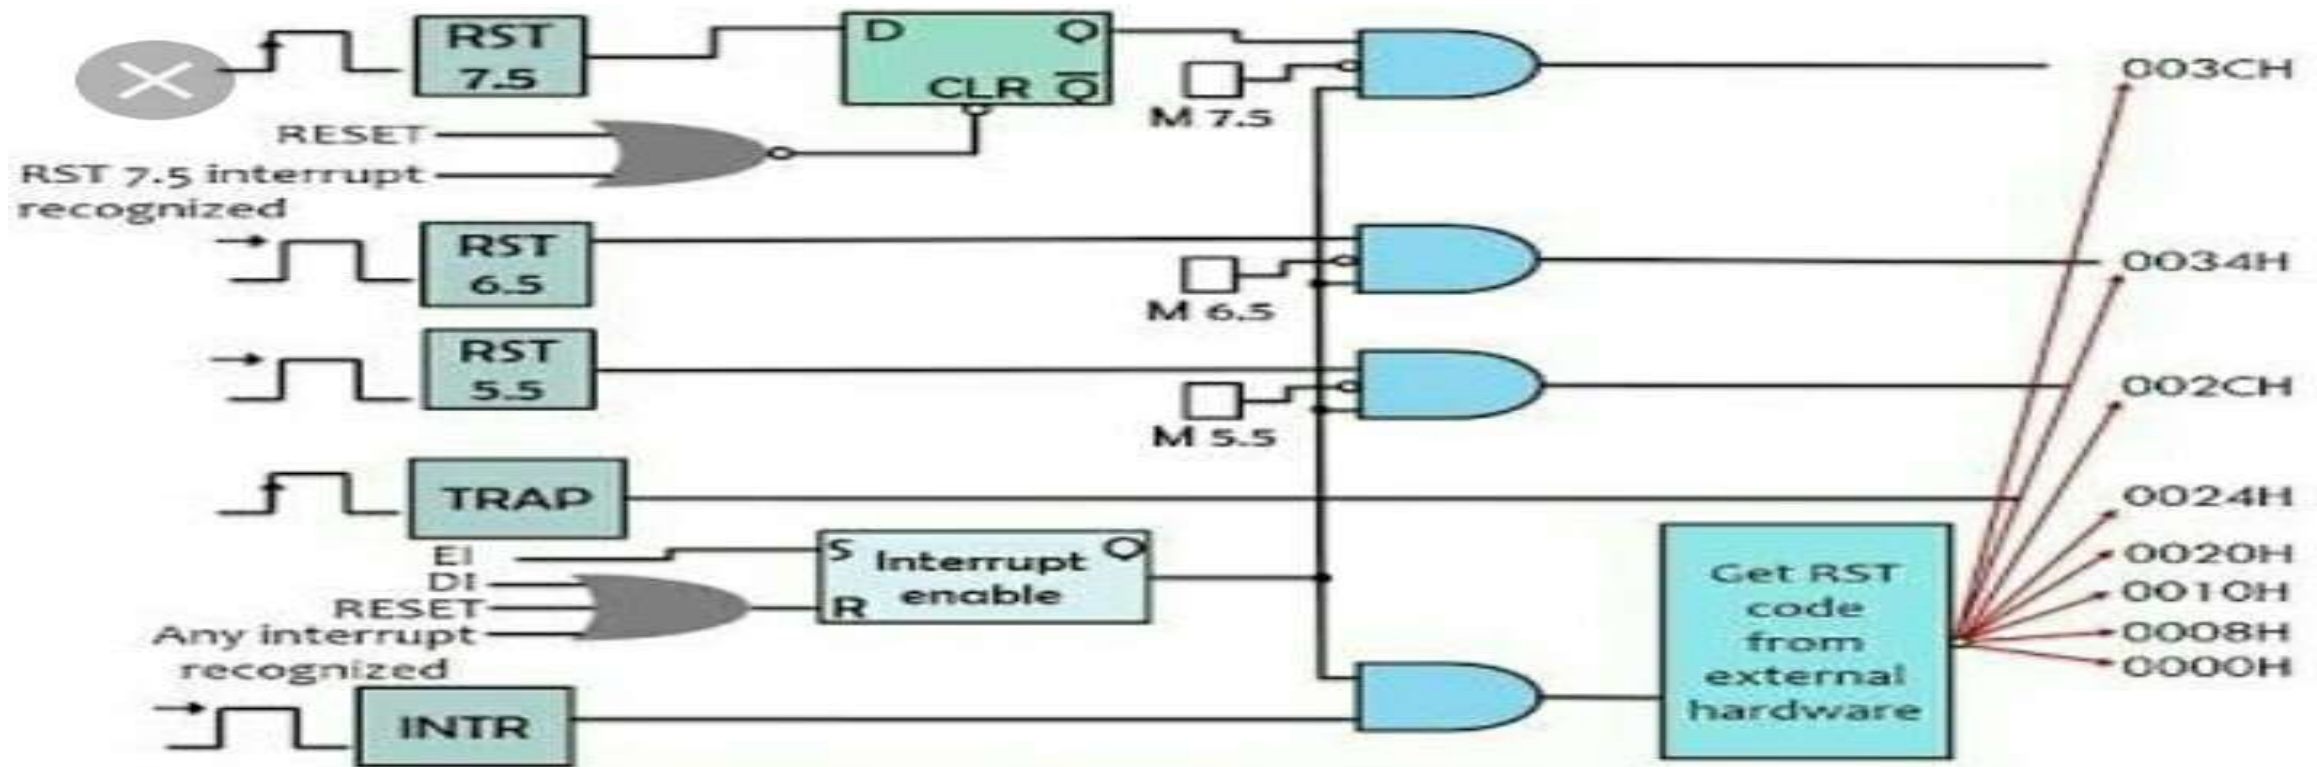 RST
7.5
D
Q
CLR
Q̅
M 7.5
003CH
RESET
RST 7.5 interrupt
recognized
RST
6.5
M 6.5
0034H
RST
5.5
M 5.5
002CH
TRAP
0024H
EI
DI
RESET
Any interrupt
recognized
S
Interrupt
enable
Q
R
Get RST
code
from
external
hardware
0020H
0010H
0008H
0000H
INTR